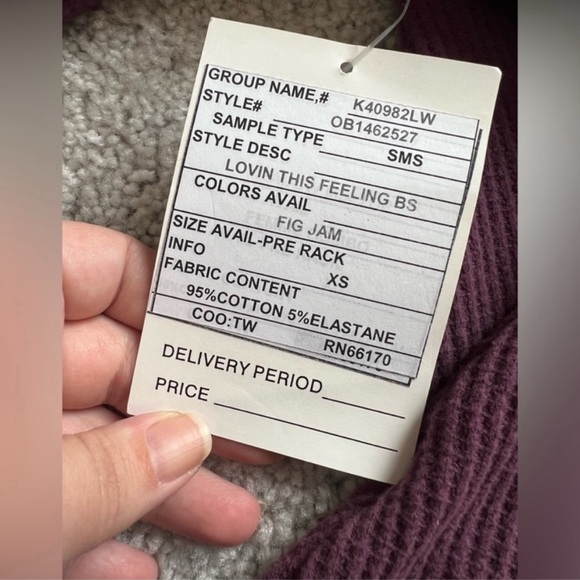 GROUP NAME,# K40982LW
STYLE# OB1462527
SAMPLE TYPE SMS
STYLE DESC
LOVIN THIS FEELING BS
COLORS AVAIL
FIG JAM
SIZE AVAIL-PRE RACK
INFO XS
FABRIC CONTENT
95%COTTON 5%ELASTANE
COO:TW RN66170
DELIVERY PERIOD
PRICE